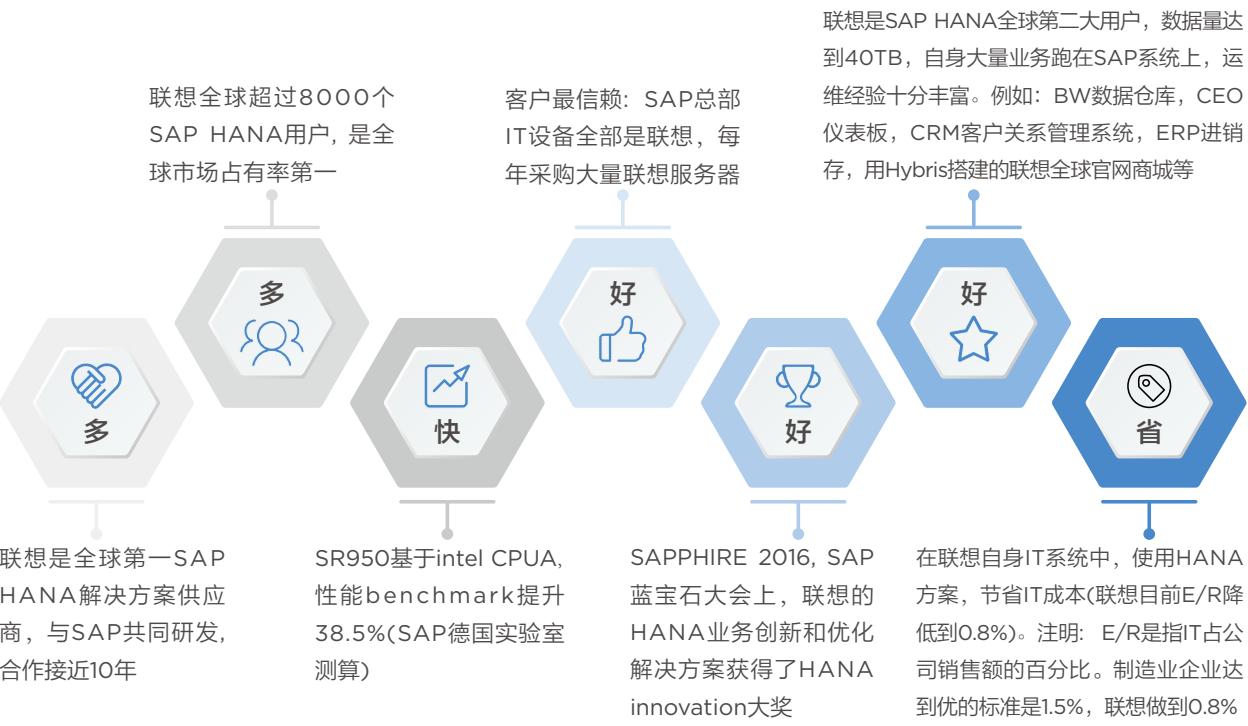 联想是SAP HANA全球第二大用户，数据量达
到40TB，自身大量业务跑在SAP系统上，运
维经验十分丰富。例如：BW数据仓库，CEO
仪表板，CRM客户关系管理系统，ERP进销
存，用Hybris搭建的联想全球官网商城等
联想全球超过8000个
SAP HANA用户, 是全
球市场占有率第一
客户最信赖：SAP总部
IT设备全部是联想，每
年采购大量联想服务器
多
好
好
多
快
好
省
联想是全球第一SAP
HANA解决方案供应
商，与SAP共同研发,
合作接近10年
SR950基于intel CPUA,
性能benchmark提升
38.5%(SAP德国实验室
测算)
SAPPHIRE 2016, SAP
蓝宝石大会上，联想的
HANA业务创新和优化
解决方案获得了HANA
innovation大奖
在联想自身IT系统中，使用HANA
方案，节省IT成本(联想目前E/R降
低到0.8%)。注明：E/R是指IT占公
司销售额的百分比。制造业企业达
到优的标准是1.5%，联想做到0.8%